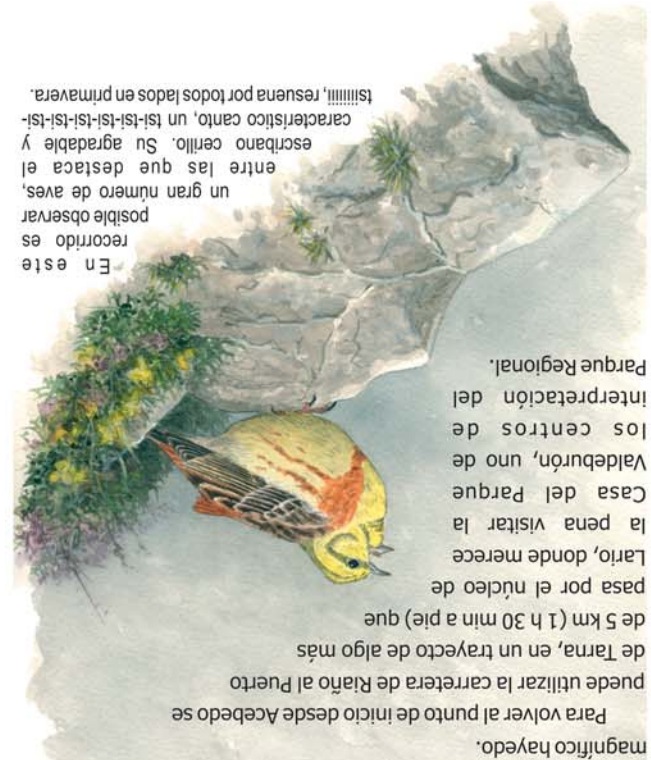 magnífico hayedo.
Para volver al punto de inicio desde Acebedo se
puede utilizar la carretera de Riaño al Puerto
de Tarna, en un trayecto de algo más
de 5 km (1 h 30 min a pie) que
pasa por el núcleo de
Lario, donde merece
la pena visitar la
Casa del Parque
Valdeburón, uno de
los centros de
interpretación del
Parque Regional.
En este
recorrido es
posible observar
un gran número de aves,
entre las que destaca el
escribano cerillo. Su agradable y
característico canto, un tsi-tsi-tsi-tsi-tsi-tsi-
tsiiiiiii, resuena por todos lados en primavera.